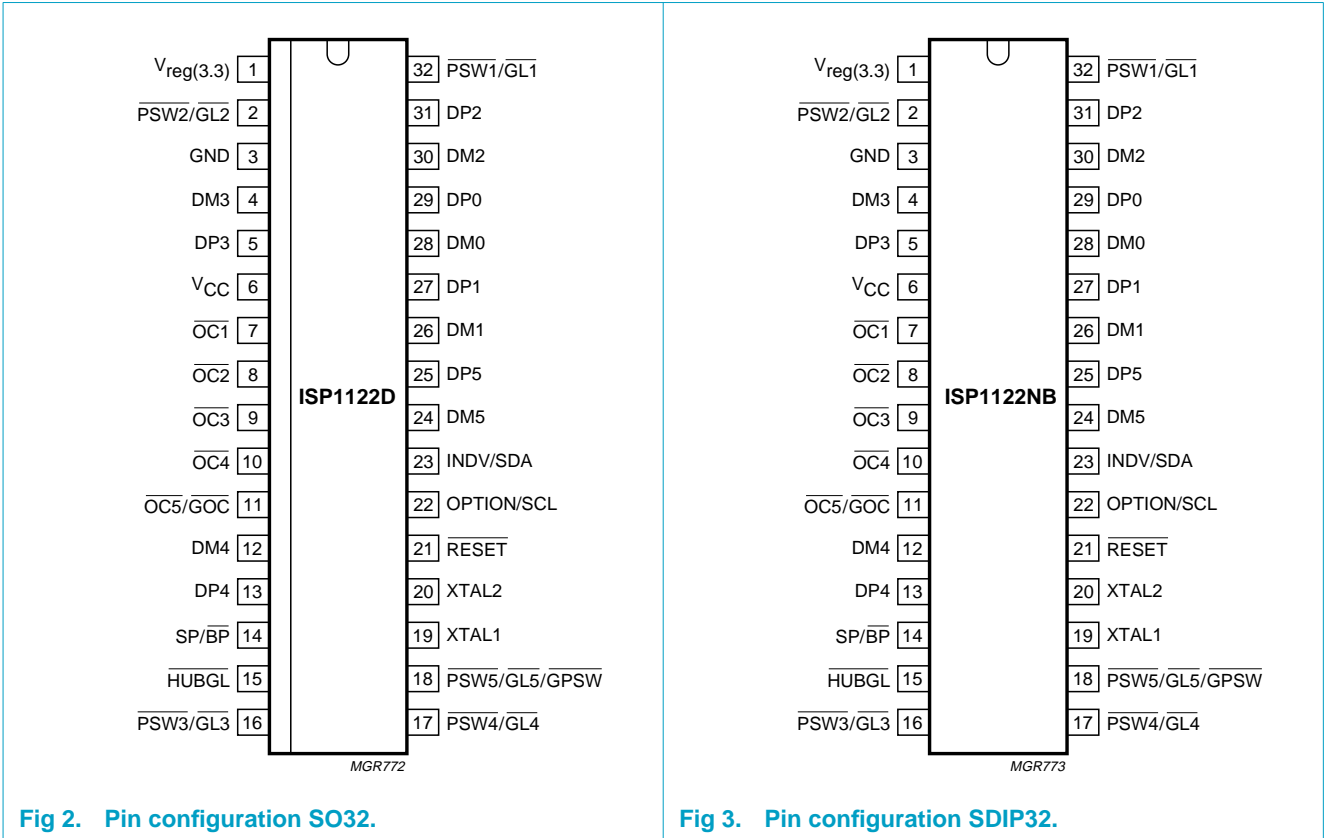 Vreg(3.3) 1
32 PSW1/GL1
PSW2/GL2 2
31 DP2
GND 3
30 DM2
DM3 4
29 DP0
DP3 5
28 DM0
VCC 6
27 DP1
OC1 7
26 DM1
OC2 8
25 DP5
ISP1122D
OC3 9
24 DM5
OC4 10
23 INDV/SDA
OC5/GOC 11
22 OPTION/SCL
DM4 12
21 RESET
DP4 13
20 XTAL2
SP/BP 14
19 XTAL1
HUBGL 15
18 PSW5/GL5/GPSW
PSW3/GL3 16
17 PSW4/GL4
MGR772
Fig 2. Pin configuration SO32.
Vreg(3.3) 1
32 PSW1/GL1
PSW2/GL2 2
31 DP2
GND 3
30 DM2
DM3 4
29 DP0
DP3 5
28 DM0
VCC 6
27 DP1
OC1 7
26 DM1
OC2 8
25 DP5
ISP1122NB
OC3 9
24 DM5
OC4 10
23 INDV/SDA
OC5/GOC 11
22 OPTION/SCL
DM4 12
21 RESET
DP4 13
20 XTAL2
SP/BP 14
19 XTAL1
HUBGL 15
18 PSW5/GL5/GPSW
PSW3/GL3 16
17 PSW4/GL4
MGR773
Fig 3. Pin configuration SDIP32.